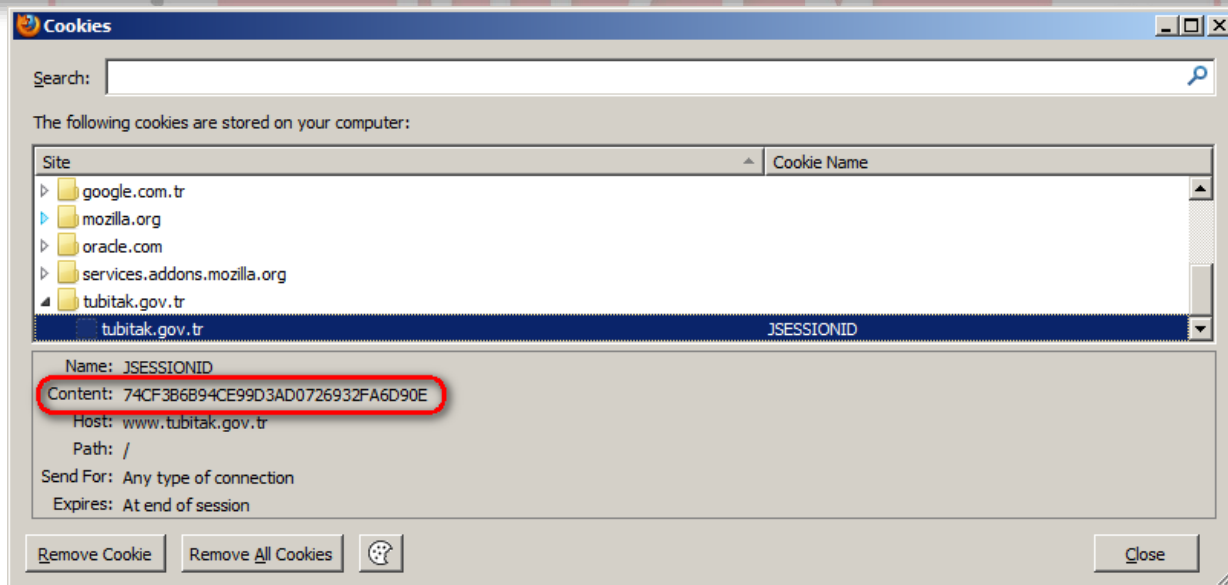 Cookies
Search:
The following cookies are stored on your computer:
Site Cookie Name
google.com.tr
mozilla.org
oracle.com
services.addons.mozilla.org
tubitak.gov.tr
tubitak.gov.tr JSESSIONID
Name: JSESSIONID
Content: 74CF3B6B94CE99D3AD0726932FA6D90E
Host: www.tubitak.gov.tr
Path: /
Send For: Any type of connection
Expires: At end of session
Remove Cookie Remove All Cookies Close